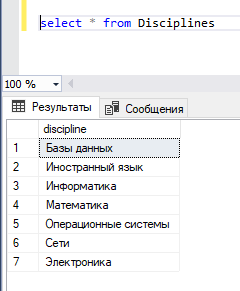 select * from Disciplines
100 %
Результаты Сообщения
discipline
1 Базы данных
2 Иностранный язык
3 Информатика
4 Математика
5 Операционные системы
6 Сети
7 Электроника